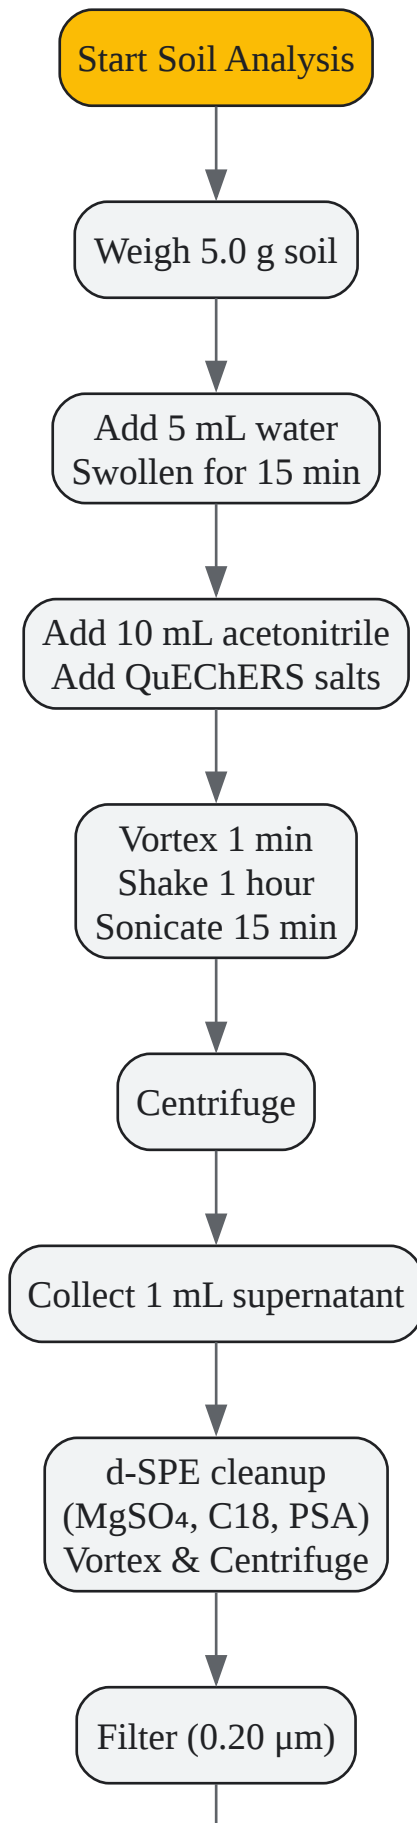 Start Soil Analysis
Weigh 5.0 g soil
Add 5 mL water
Swollen for 15 min
Add 10 mL acetonitrile
Add QuEChERS salts
Vortex 1 min
Shake 1 hour
Sonicate 15 min
Centrifuge
Collect 1 mL supernatant
d-SPE cleanup
(MgSO₄, C18, PSA)
Vortex & Centrifuge
Filter (0.20 μm)